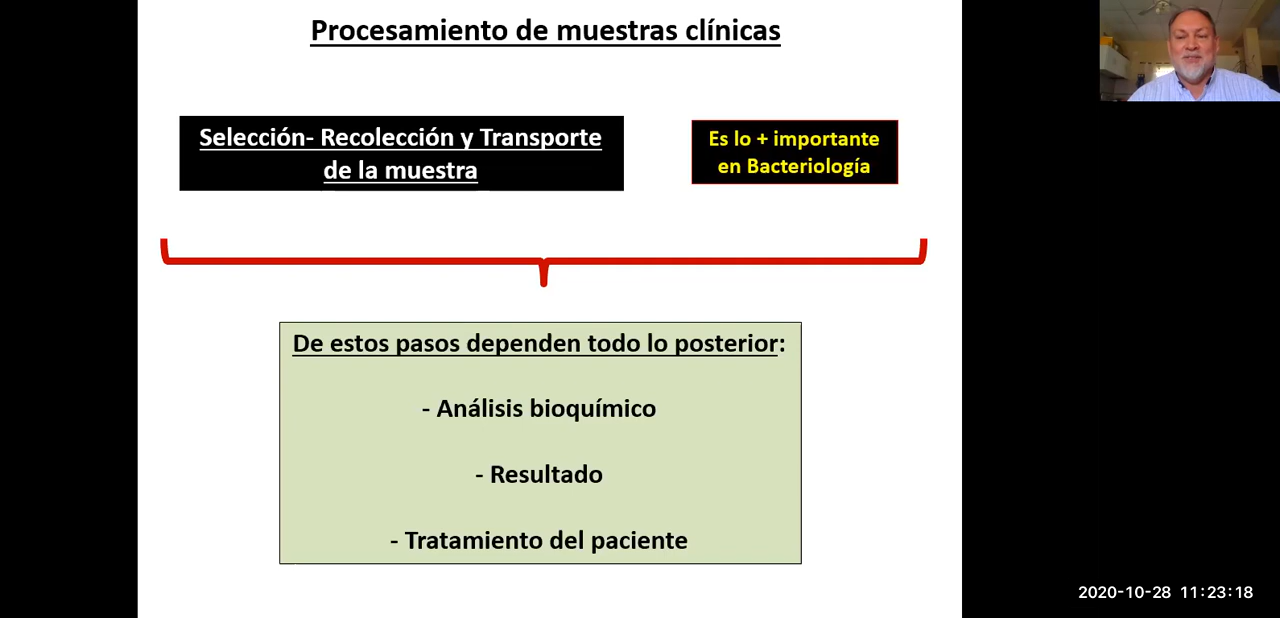 Procesamiento de muestras clínicas
Selección- Recolección y Transporte
de la muestra
Es lo + importante
en Bacteriología
De estos pasos dependen todo lo posterior:
- Análisis bioquímico
- Resultado
- Tratamiento del paciente
2020-10-28 11:23:18